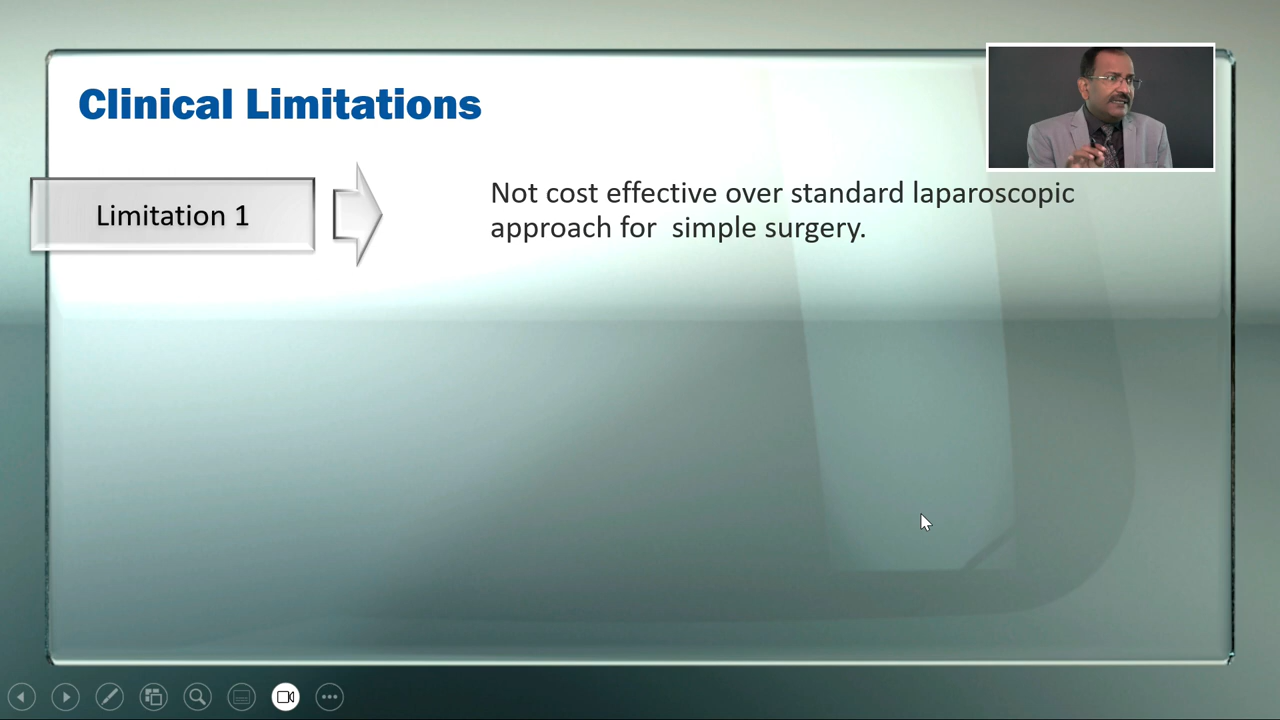 Clinical Limitations
Limitation 1
Not cost effective over standard laparoscopic
approach for  simple surgery.